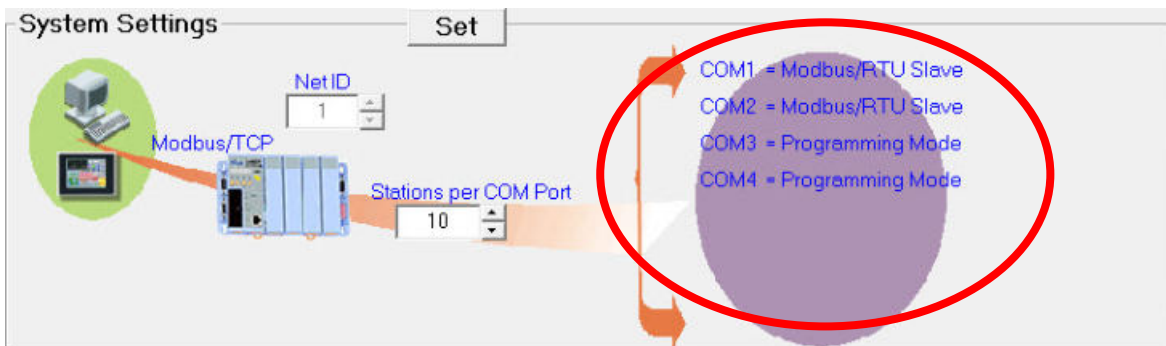 System Settings
Set
Net ID
1
Modbus/TCP
Stations per COM Port
10
COM1 = Modbus/RTU Slave
COM2 = Modbus/RTU Slave
COM3 = Programming Mode
COM4 = Programming Mode